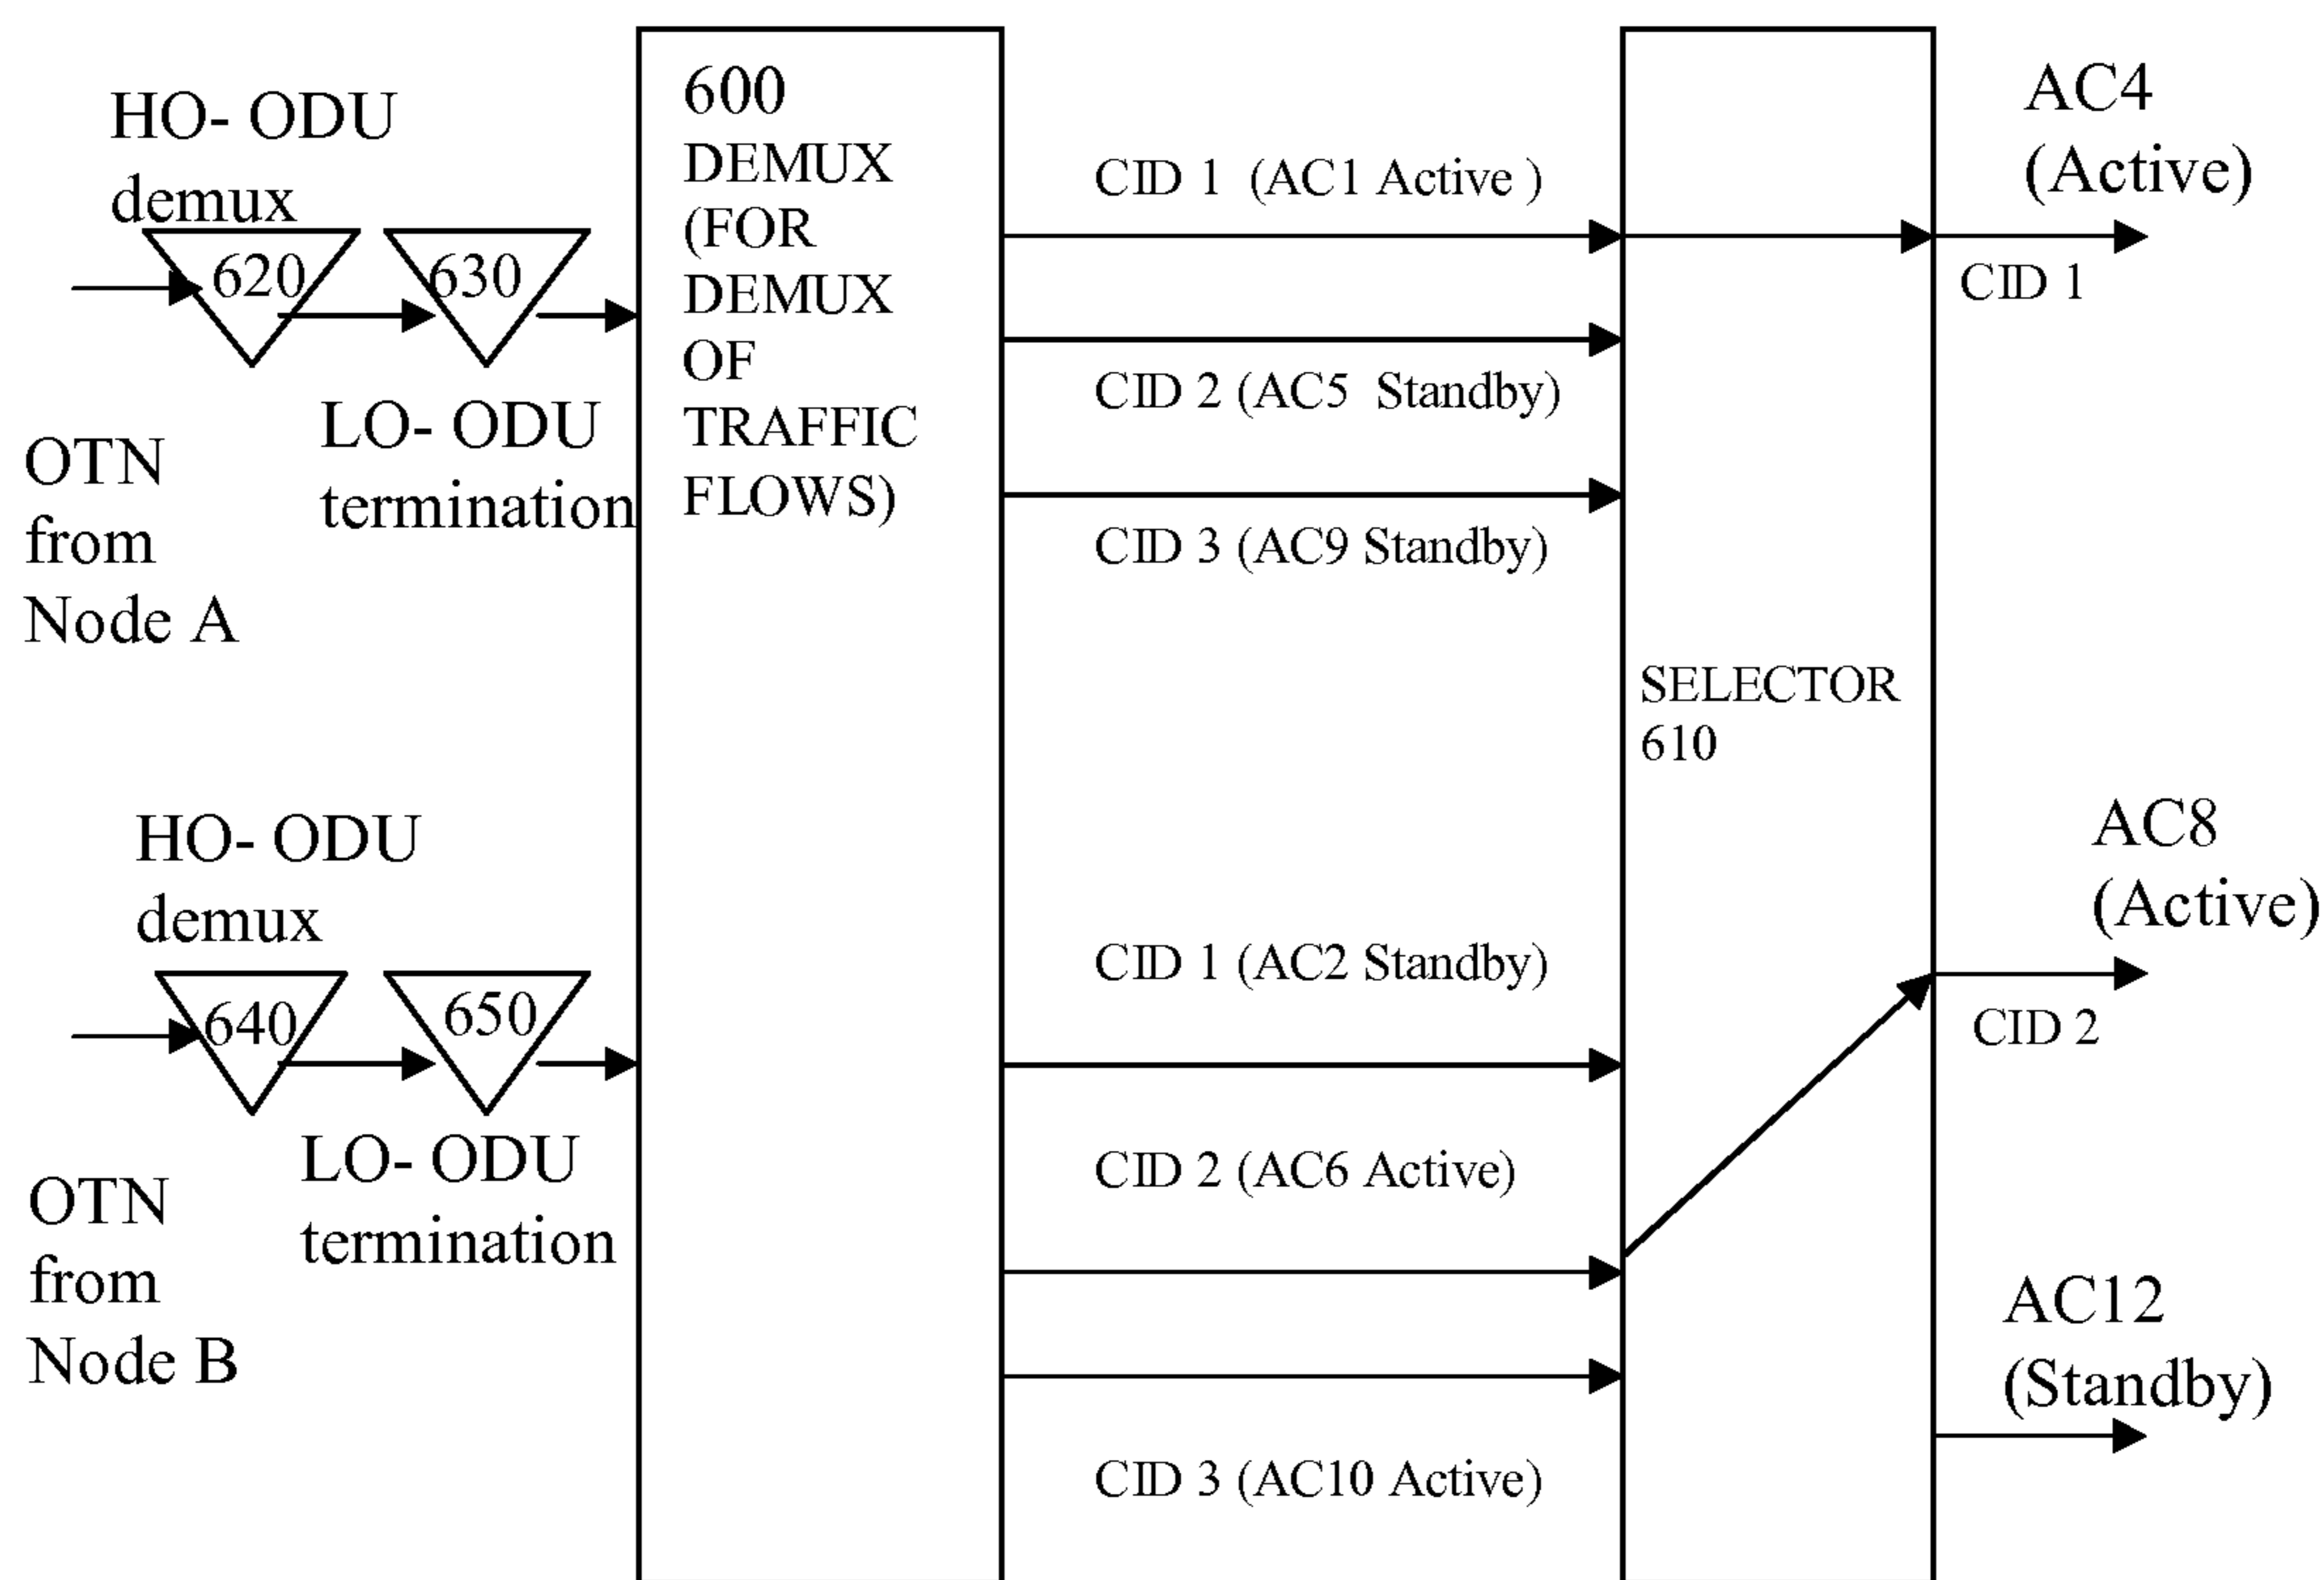 HO- ODU
demux
620
630
LO- ODU
termination
OTN
from
Node A
HO- ODU
demux
640
650
LO- ODU
termination
OTN
from
Node B
600
DEMUX
(FOR
DEMUX
OF
TRAFFIC
FLOWS)
CID 1 (AC1 Active )
CID 2 (AC5 Standby)
CID 3 (AC9 Standby)
CID 1 (AC2 Standby)
CID 2 (AC6 Active)
CID 3 (AC10 Active)
SELECTOR
610
AC4
(Active)
CID 1
AC8
(Active)
CID 2
AC12
(Standby)